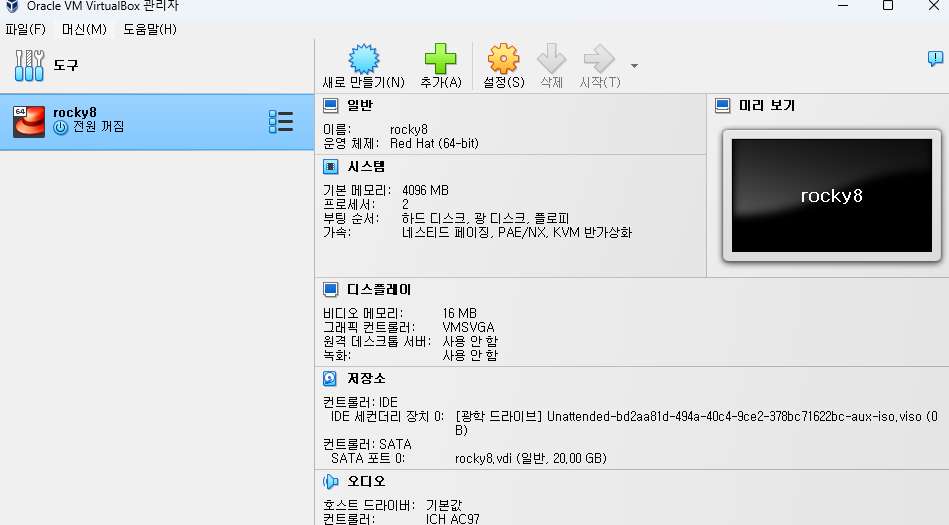 Oracle VM VirtualBox 관리자
파일(F) 머신(M) 도움말(H)
도구
새로 만들기(N) 추가(A) 설정(S) 삭제 시작(T)
64
rocky8
전원 꺼짐
일반
이름: rocky8
운영 체제: Red Hat (64-bit)
시스템
기본 메모리: 4096 MB
프로세서: 2
부팅 순서: 하드 디스크, 광 디스크, 플로피
가속: 네스티드 페이징, PAE/NX, KVM 반가상화
미리 보기
rocky8
디스플레이
비디오 메모리: 16 MB
그래픽 컨트롤러: VMSVGA
원격 데스크톱 서버: 사용 안 함
녹화: 사용 안 함
저장소
컨트롤러: IDE
IDE 세컨더리 장치 0: [광학 드라이브] Unattended-bd2aa81d-494a-40c4-9ce2-378bc71622bc-aux-iso.viso (0
B)
컨트롤러: SATA
SATA 포트 0: rocky8.vdi (일반, 20.00 GB)
오디오
호스트 드라이버: 기본값
컨트롤러: ICH AC97